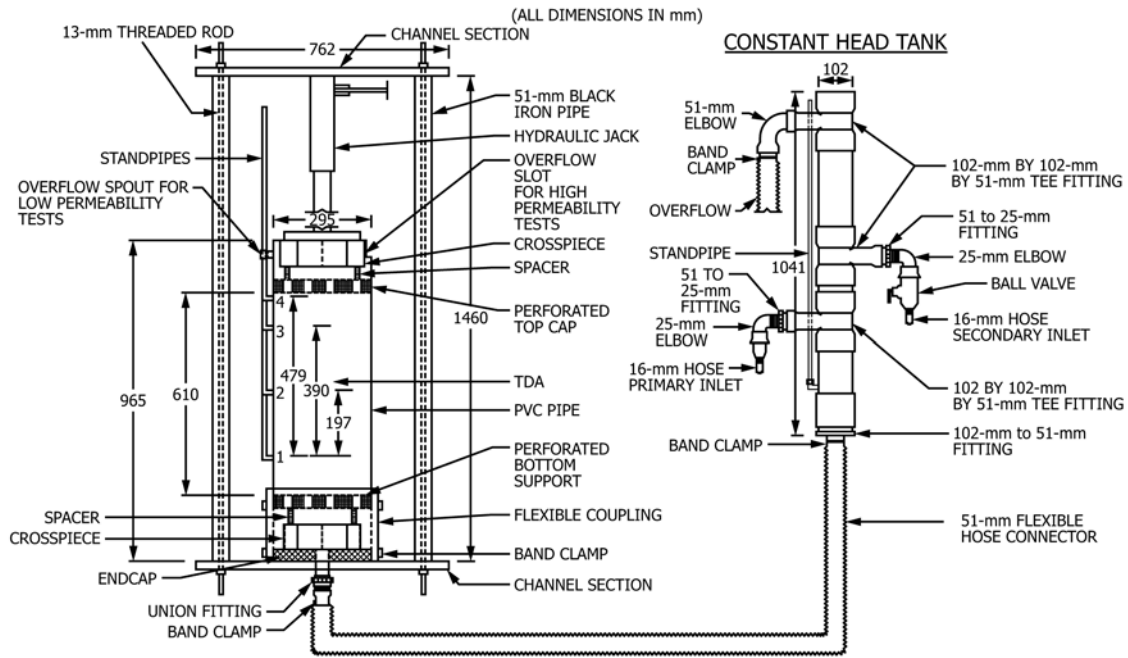 (ALL DIMENSIONS IN mm)
13-mm THREADED ROD
CHANNEL SECTION
762
51-mm BLACK
IRON PIPE
HYDRAULIC JACK
STANDPIPES
OVERFLOW
SLOT
FOR HIGH
PERMEABILITY
TESTS
OVERFLOW SPOUT FOR
LOW PERMEABILITY
TESTS
295
CROSSPIECE
SPACER
PERFORATED
TOP CAP
4
3
2
1
1460
479
390
197
610
965
TDA
PVC PIPE
PERFORATED
BOTTOM
SUPPORT
SPACER
FLEXIBLE COUPLING
CROSSPIECE
BAND CLAMP
ENDCAP
CHANNEL SECTION
UNION FITTING
BAND CLAMP
CONSTANT HEAD TANK
102
51-mm
ELBOW
BAND
CLAMP
OVERFLOW
102-mm BY 102-mm
BY 51-mm TEE FITTING
51 to 25-mm
FITTING
STANDPIPE
1041
25-mm ELBOW
51 TO
25-mm
FITTING
BALL VALVE
25-mm
ELBOW
16-mm HOSE
SECONDARY INLET
16-mm HOSE
PRIMARY INLET
102 BY 102-mm
BY 51-mm TEE FITTING
BAND CLAMP
102-mm to 51-mm
FITTING
51-mm FLEXIBLE
HOSE CONNECTOR